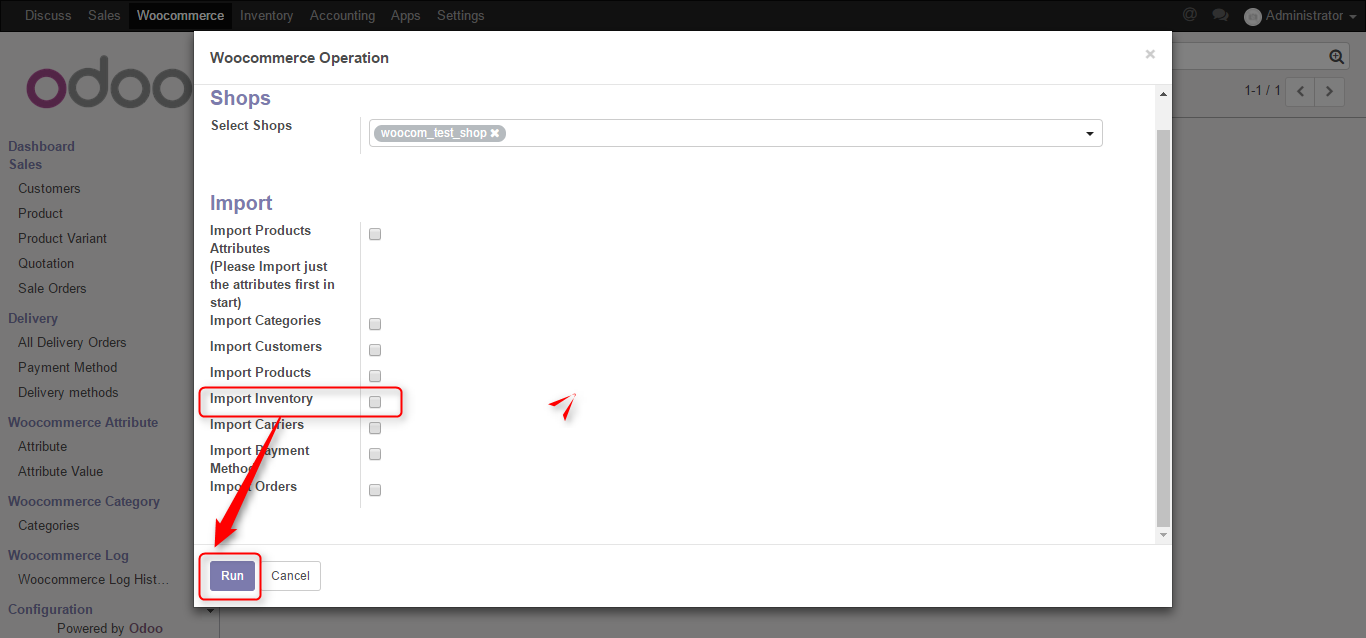 Discuss Sales Woocommerce Inventory Accounting Apps Settings @ Administrator
Woocommerce Operation ×
odoo
1-1 / 1
Shops
Select Shops
woocom_test_shop ✖
Import
Import Products
Attributes
(Please Import just
the attributes first in
start)
Import Categories
Import Customers
Import Products
Import Inventory
Import Carriers
Import Payment
Method
Import Orders
Run Cancel
Dashboard
Sales
Customers
Product
Product Variant
Quotation
Sale Orders
Delivery
All Delivery Orders
Payment Method
Delivery methods
Woocommerce Attribute
Attribute
Attribute Value
Woocommerce Category
Categories
Woocommerce Log
Woocommerce Log Hist...
Configuration
Powered by Odoo